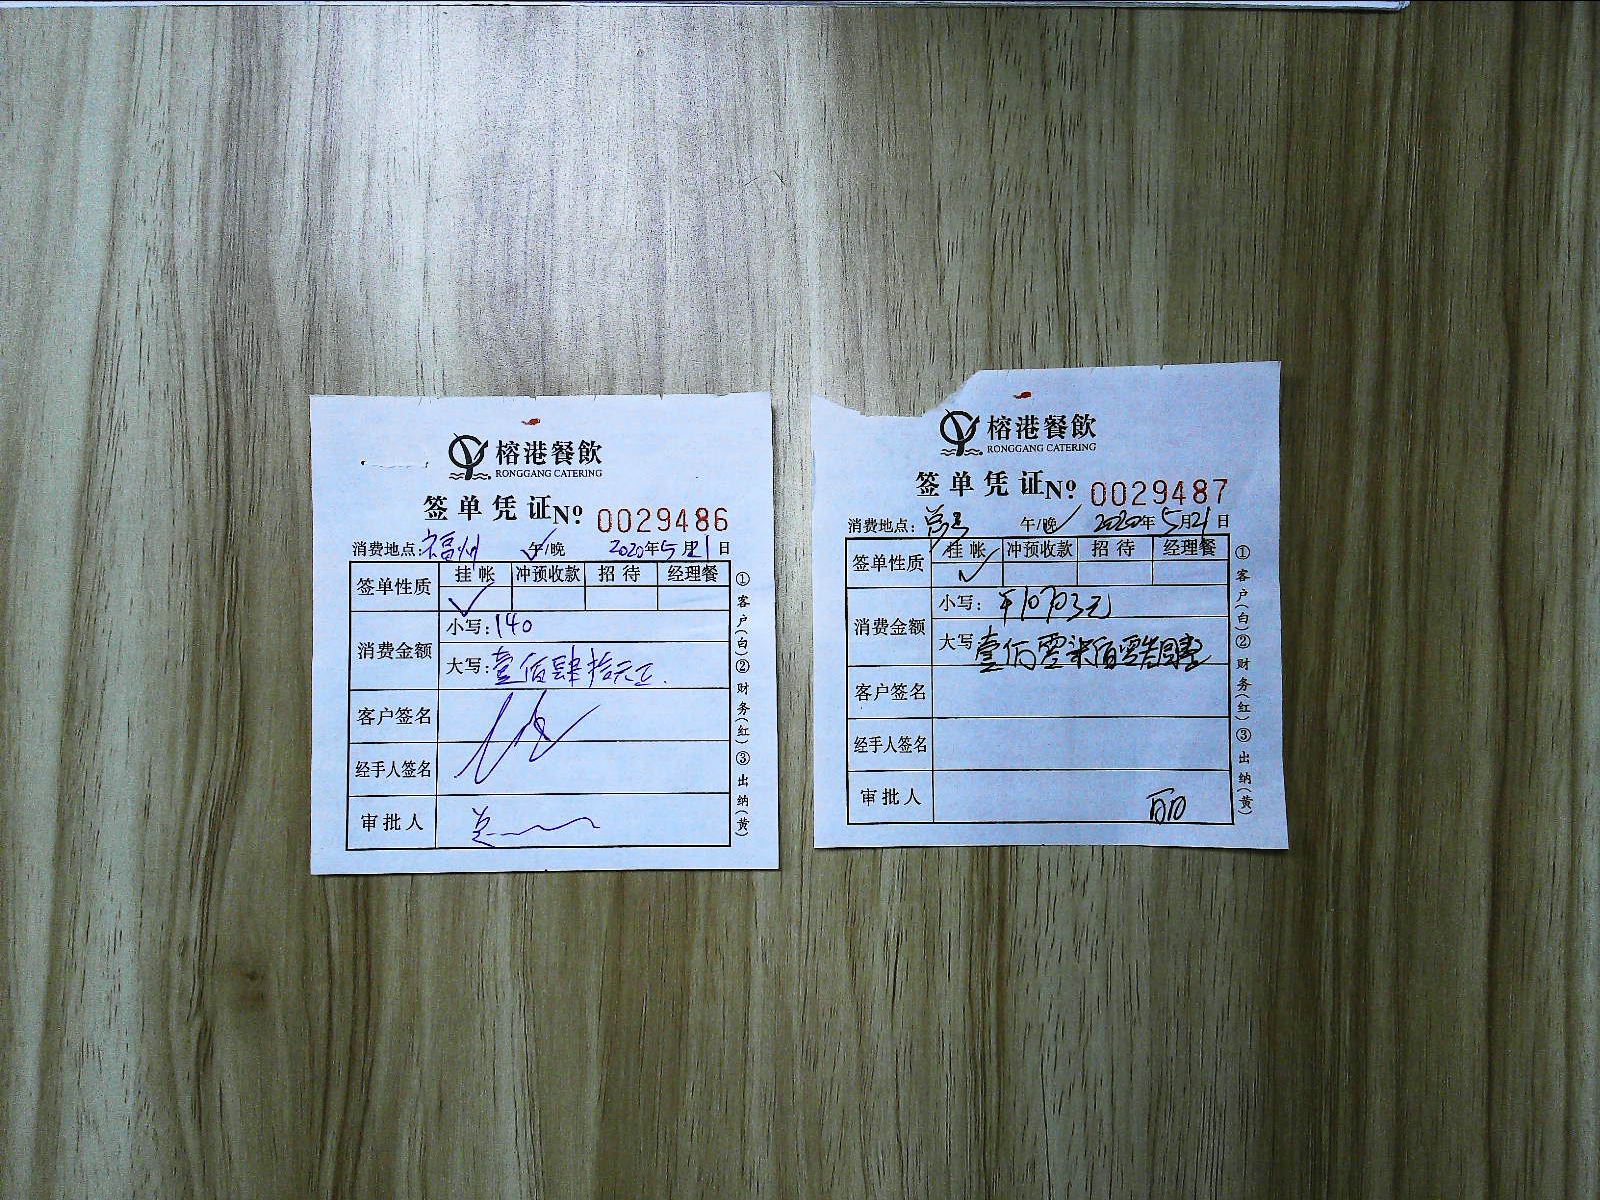 榕港餐飲
RONGGANG CATERING
签单凭证 № 0029486
消费地点:福州 午/晚 2020年5月21日
签单性质 挂帐 冲预收款 招待 经理餐
消费金额 小写:140
大写:壹佰肆拾元正.
客户签名
经手人签名
审批人
①客户(白)②财务(红)③出纳(黄)
榕港餐飲
RONGGANG CATERING
签单凭证 № 0029487
消费地点: 午/晚 2020年5月21日
签单性质 挂帐 冲预收款 招待 经理餐
消费金额 小写:
大写:
客户签名
经手人签名
审批人
①客户(白)②财务(红)③出纳(黄)